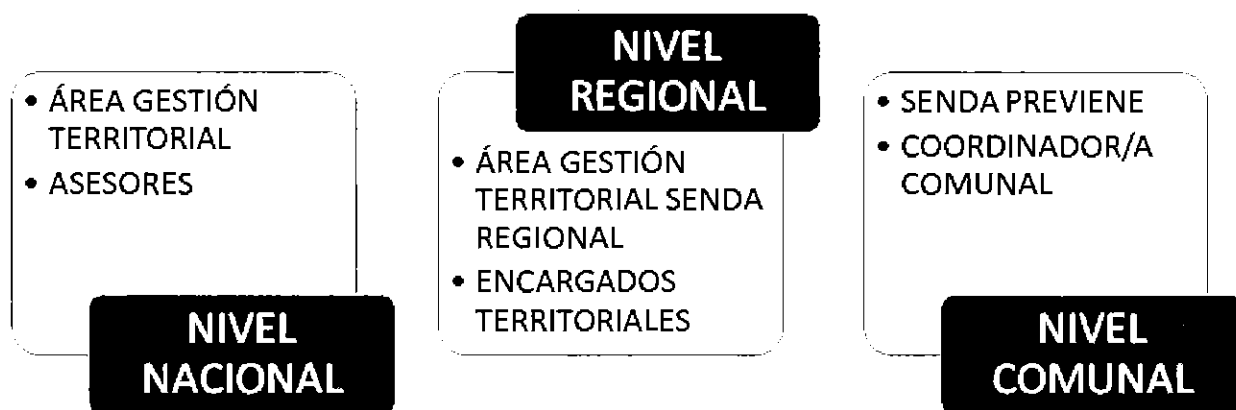 • ÁREA GESTIÓN
TERRITORIAL
• ASESORES
NIVEL
NACIONAL
NIVEL
REGIONAL
• ÁREA GESTIÓN
TERRITORIAL SENDA
REGIONAL
• ENCARGADOS
TERRITORIALES
• SENDA PREVIENE
• COORDINADOR/A
COMUNAL
NIVEL
COMUNAL